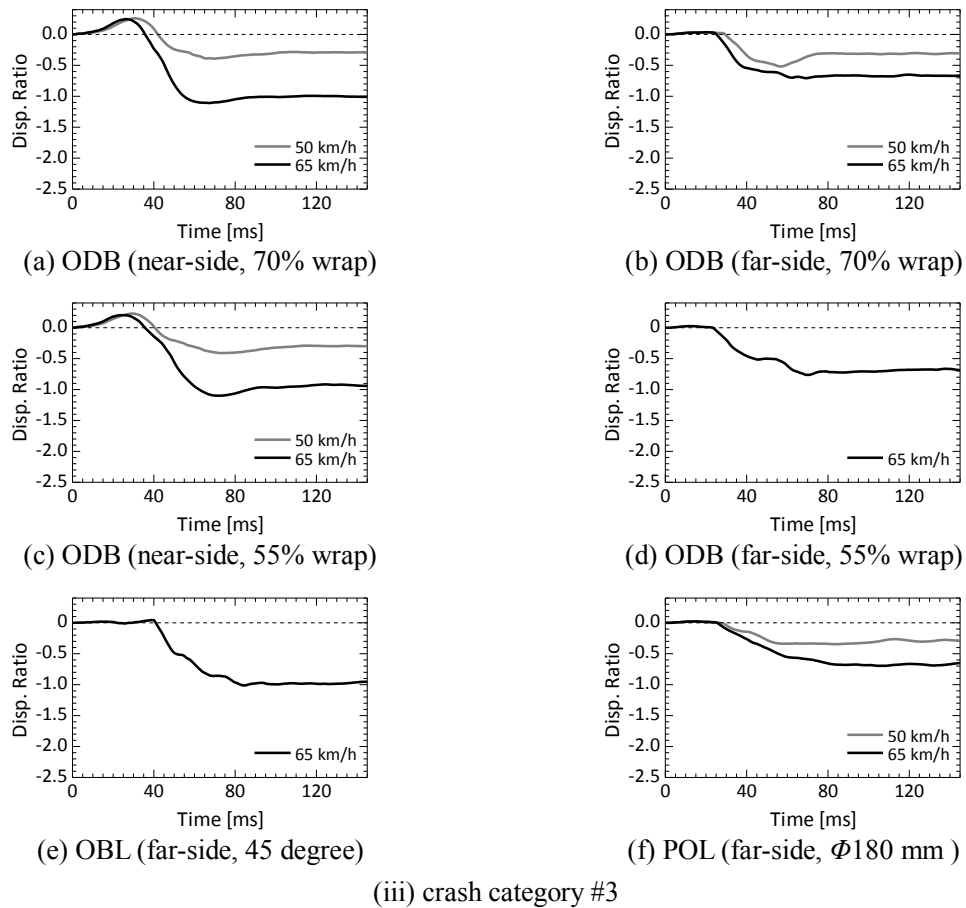 0.0
-0.5
-1.0
-1.5
-2.0
-2.5
Disp. Ratio
50 km/h
65 km/h
0 40 80 120
Time [ms]
(a) ODB (near-side, 70% wrap)
0.0
-0.5
-1.0
-1.5
-2.0
-2.5
Disp. Ratio
50 km/h
65 km/h
0 40 80 120
Time [ms]
(b) ODB (far-side, 70% wrap)
0.0
-0.5
-1.0
-1.5
-2.0
-2.5
Disp. Ratio
50 km/h
65 km/h
0 40 80 120
Time [ms]
(c) ODB (near-side, 55% wrap)
0.0
-0.5
-1.0
-1.5
-2.0
-2.5
Disp. Ratio
65 km/h
0 40 80 120
Time [ms]
(d) ODB (far-side, 55% wrap)
0
-0.5
-1.0
-1.5
-2.0
-2.5
Disp. Ratio
65 km/h
0 40 80 120
Time [ms]
(e) OBL (far-side, 45 degree)
0
-0.5
-1.0
-1.5
-2.0
-2.5
Disp. Ratio
50 km/h
65 km/h
0 40 80 120
Time [ms]
(f) POL (far-side, Φ180 mm )
(iii) crash category #3